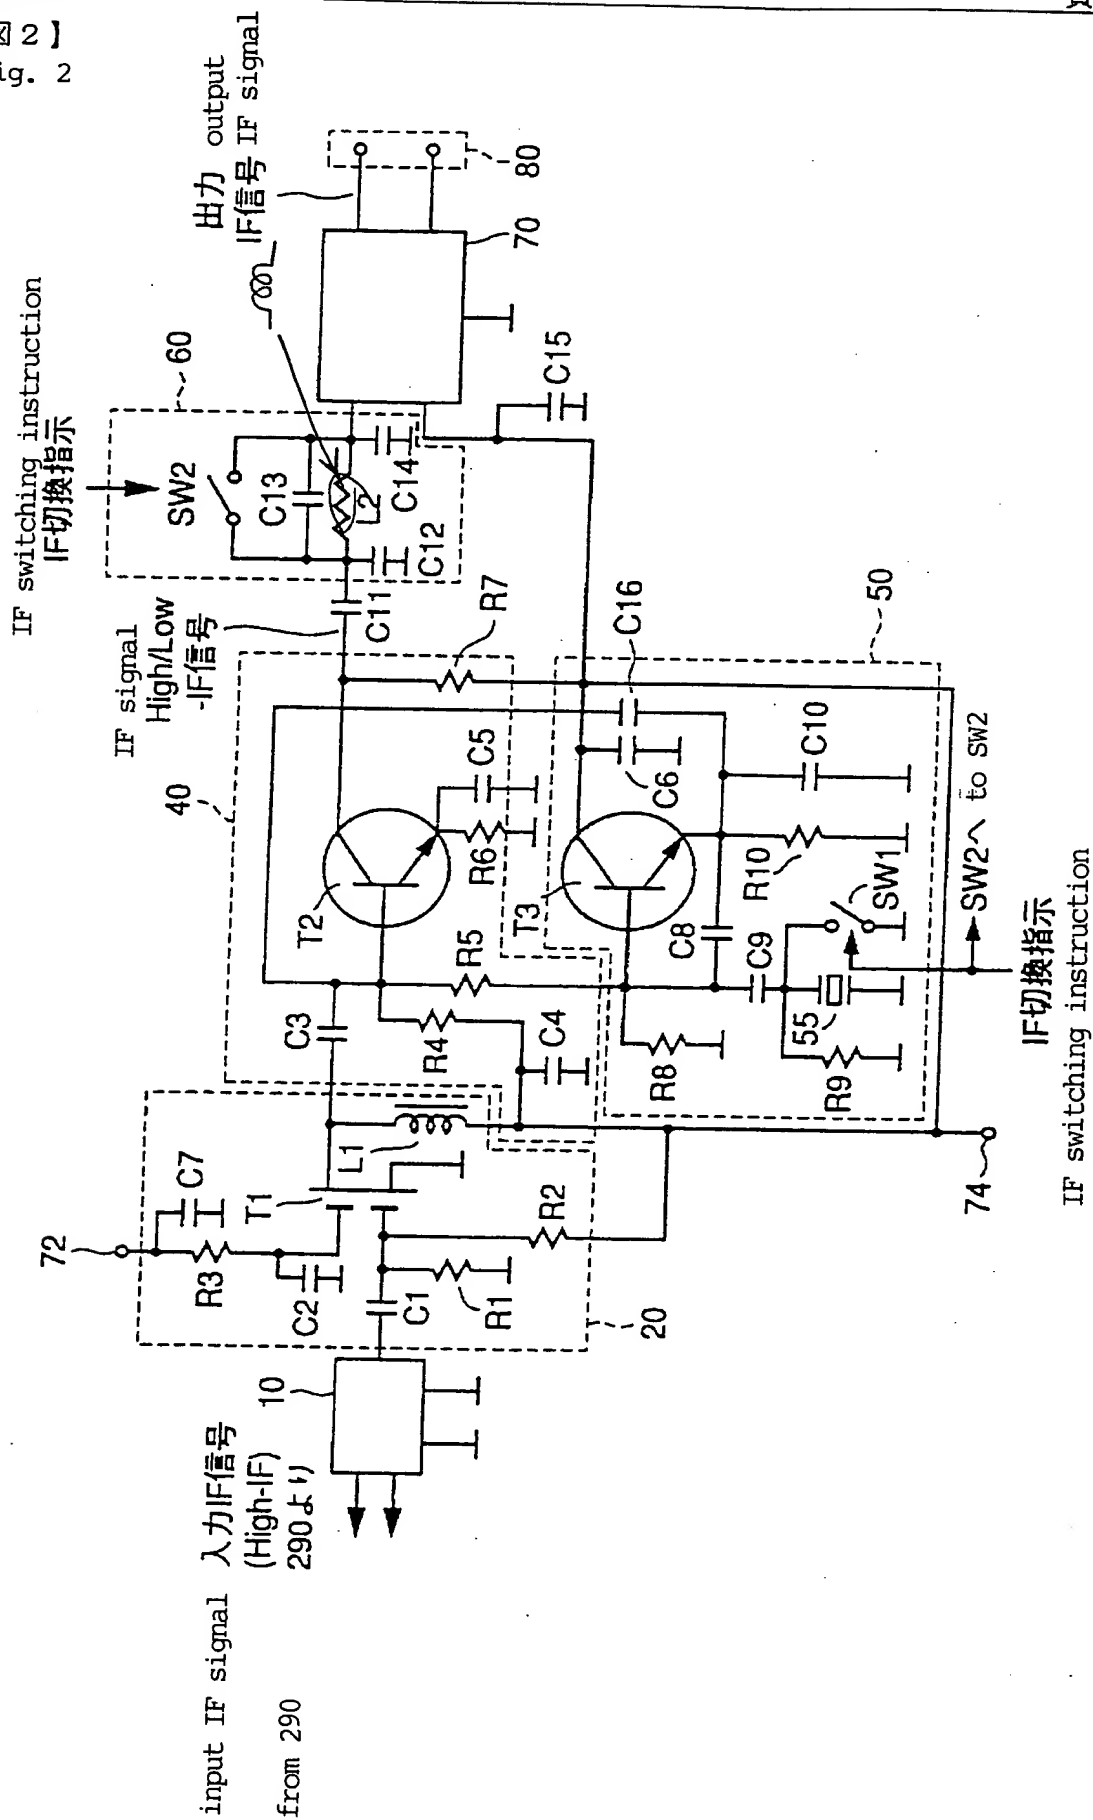 図2】
ig. 2
IF switching instruction
IF切換指示
出力 output
IF信号 IF signal
IF signal
High/Low
-IF信号
60
SW2
C13
L2
C14
C12
C11
70
80
C15
R7
40
T2
R6
C5
C3
R5
R4
C4
50
C16
C6
T3
C10
R10
C8
C9
SW1
SW2へ to SW2
55
R8
R9
IF切換指示
IF switching instruction
72
C7
R3
T1
L1
C2
C1
R1
R2
20
74
10
入力IF信号
(High-IF)
290より
input IF signal
from 290